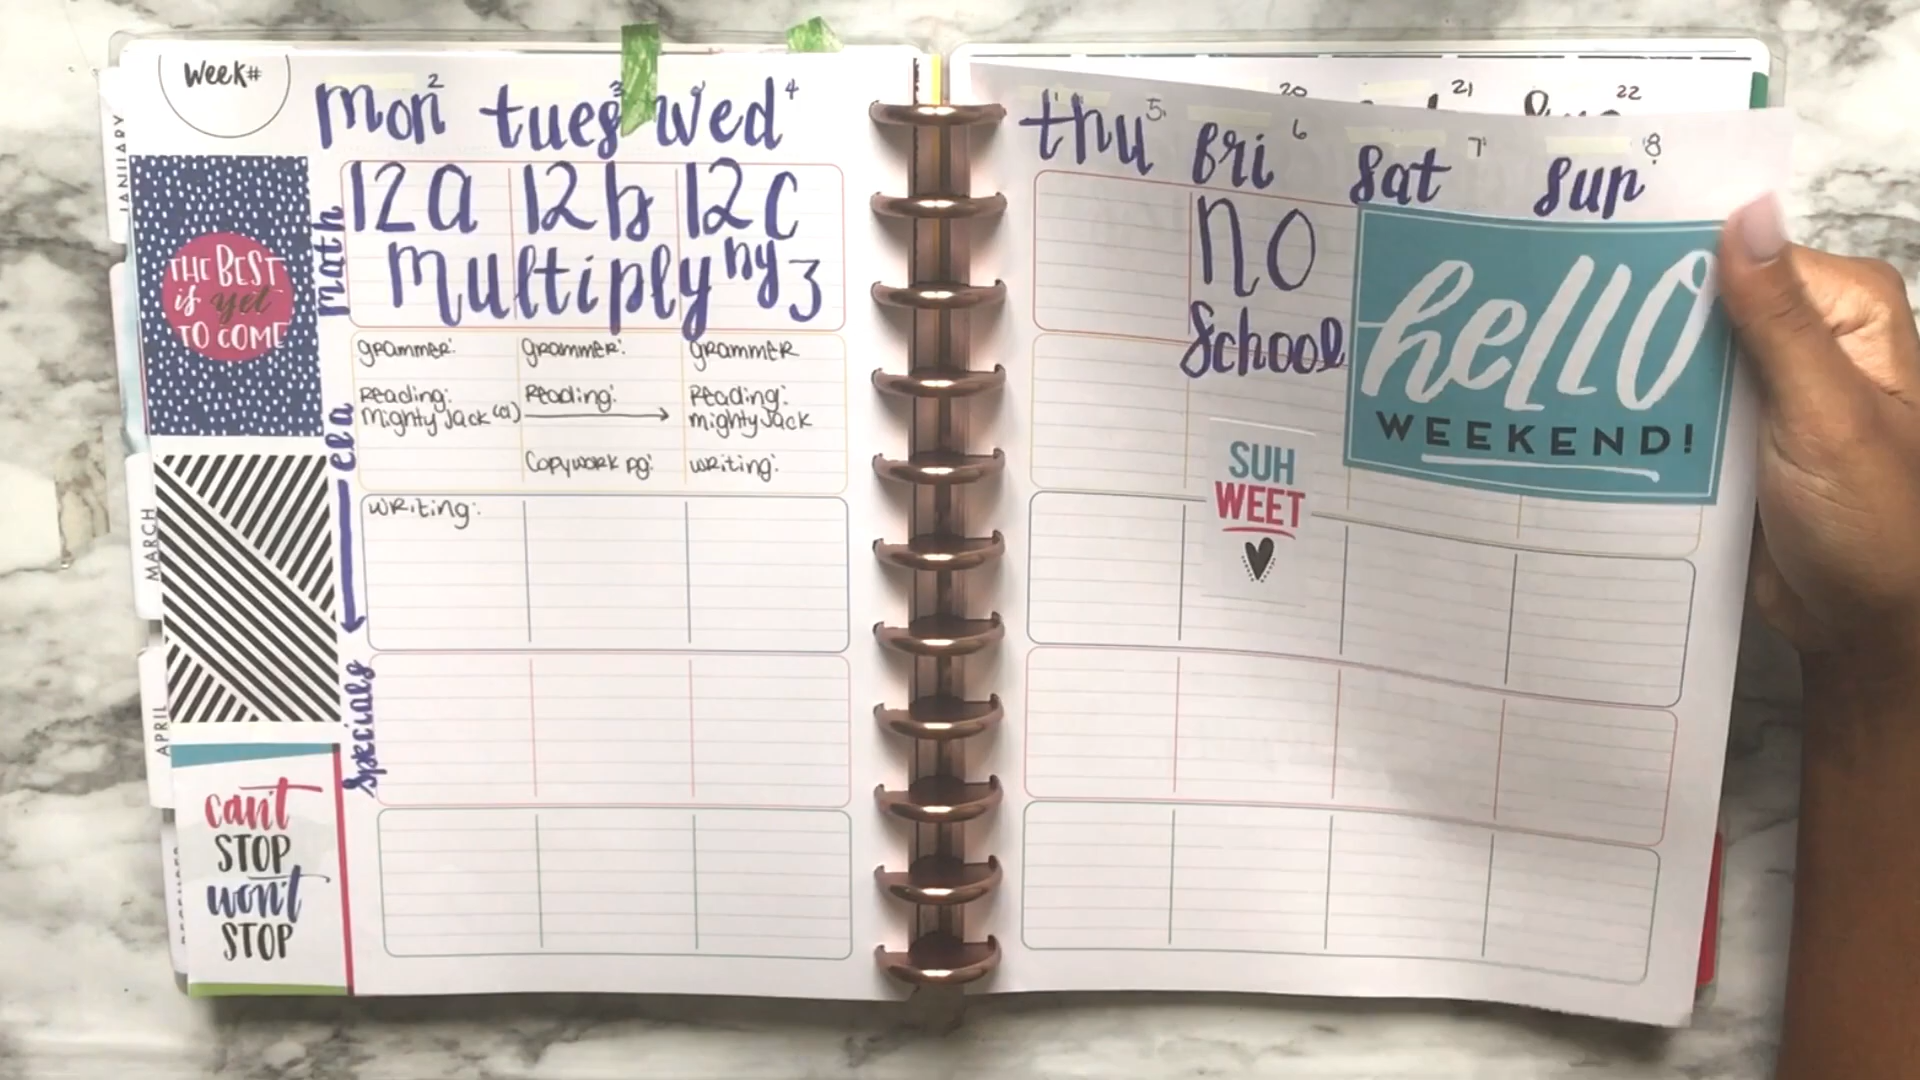 Week#
mon 2 tues 3 wed 4
JANUARY
math
12a 12b 12c
Multiply by 3
THE BEST
is yet
TO COME
ela
grammer: grammer: grammer
Reading: Reading: Reading:
Mighty Jack (a) mighty Jack
Copywork pg: writing:
writing:
MARCH
APRIL
Specials
can't
STOP
won't
STOP
DECEMBER
20 21 22
thu 5 fri 6 sat 7 sun 8
NO
School
hello
WEEKEND!
SUH
WEET